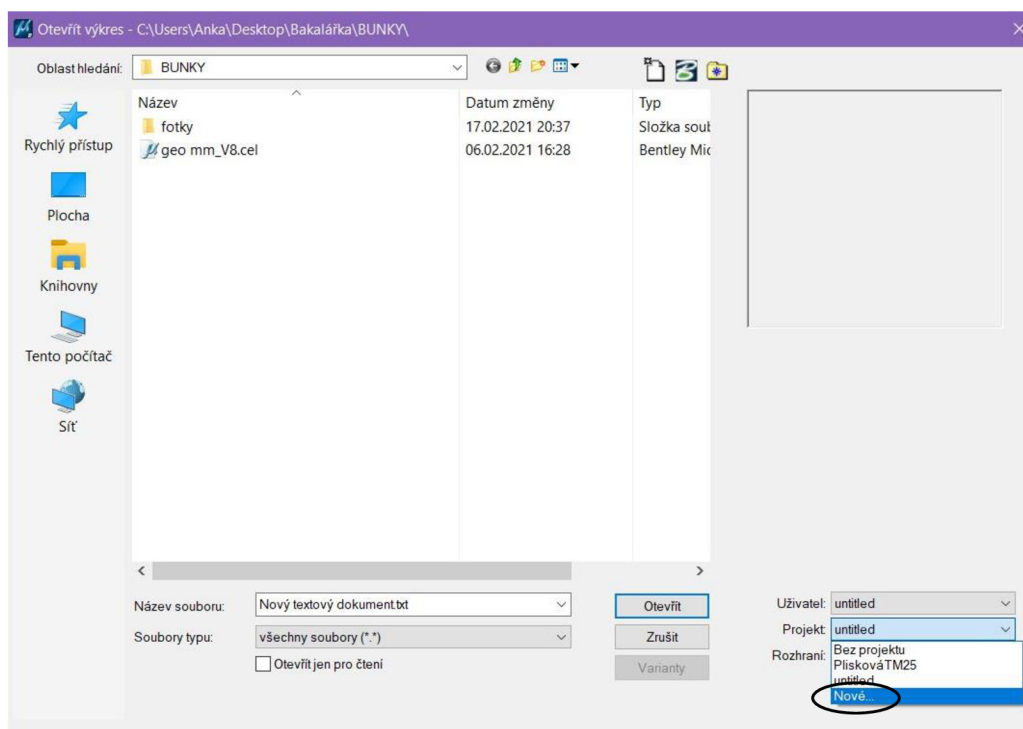 Otevřít výkres - C:\Users\Anka\Desktop\Bakalářka\BUNKY\
Oblast hledání: BUNKY
Název Datum změny Typ
fotky 17.02.2021 20:37 Složka soub
geo mm_V8.cel 06.02.2021 16:28 Bentley Mic
Rychlý přístup
Plocha
Knihovny
Tento počítač
Síť
Název souboru: Nový textový dokument.txt Otevřít
Soubory typu: všechny soubory (*.*) Zrušit
Otevřít jen pro čtení Varianty
Uživatel: untitled
Projekt: untitled
Rozhraní: Bez projektu
PliskováTM25
untitled
Nové...